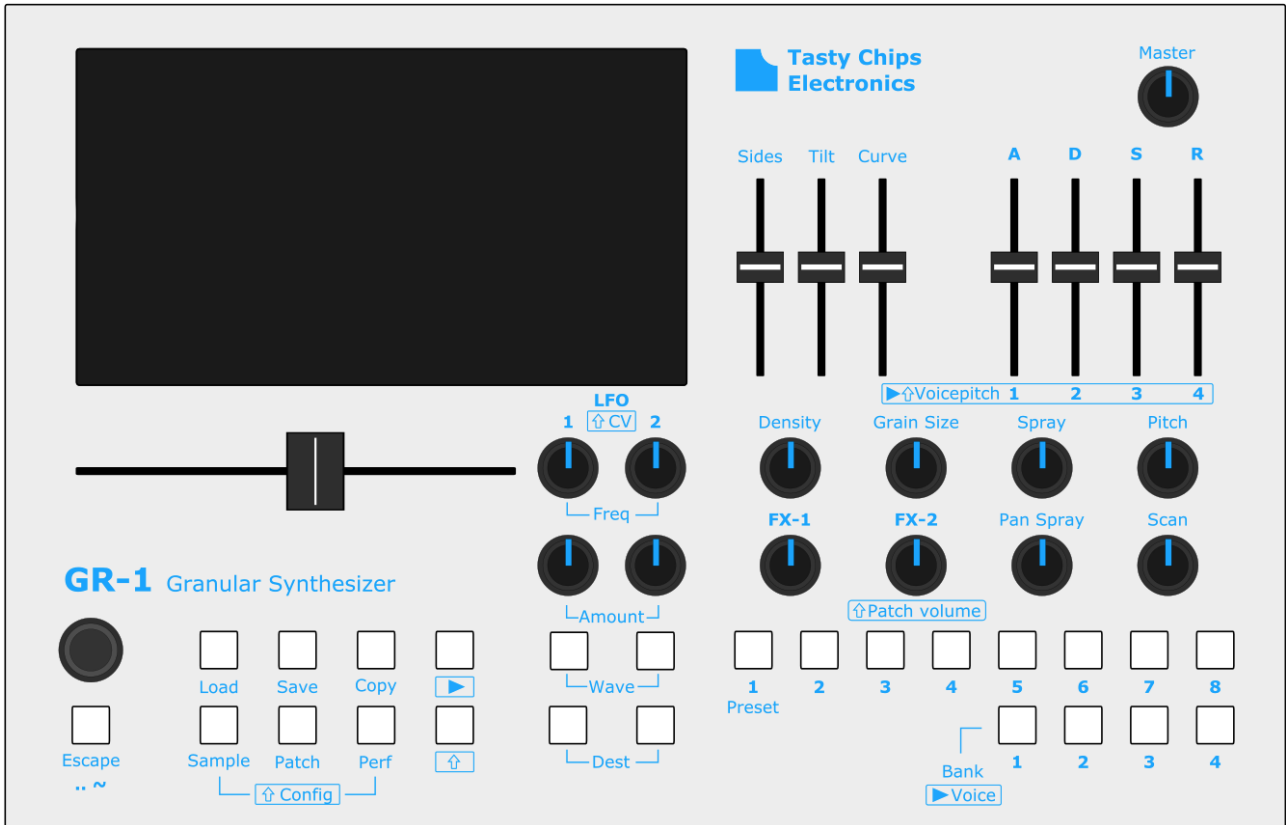 Tasty Chips
Electronics
Master
Sides Tilt Curve A D S R
▶⇧Voicepitch 1 2 3 4
LFO
1 ⇧CV 2
Density Grain Size Spray Pitch
Freq
FX-1 FX-2 Pan Spray Scan
GR-1 Granular Synthesizer
Amount
⇧Patch volume
Load Save Copy ▶
Wave
1 2 3 4 5 6 7 8
Preset
Escape Sample Patch Perf ⇧
.. ~
⇧ Config
Dest
1 2 3 4
Bank
▶Voice